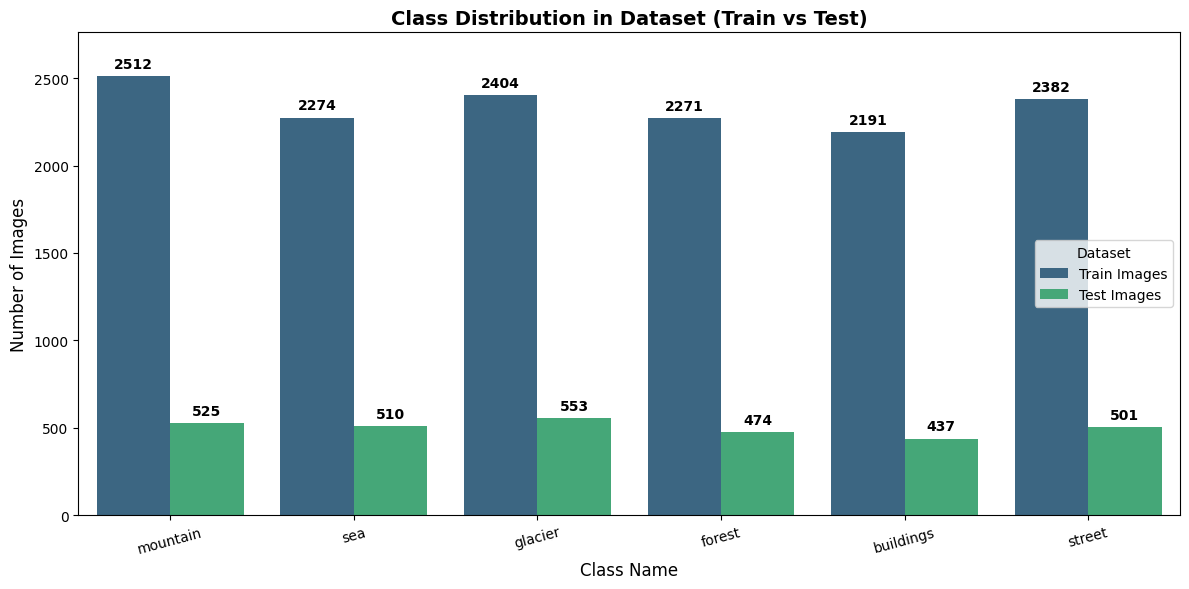 Class Distribution in Dataset (Train vs Test)
Number of Images
2500
2000
1500
1000
500
0
2512
525
2274
510
2404
553
2271
474
2191
437
2382
501
Dataset
Train Images
Test Images
mountain
sea
glacier
forest
buildings
street
Class Name